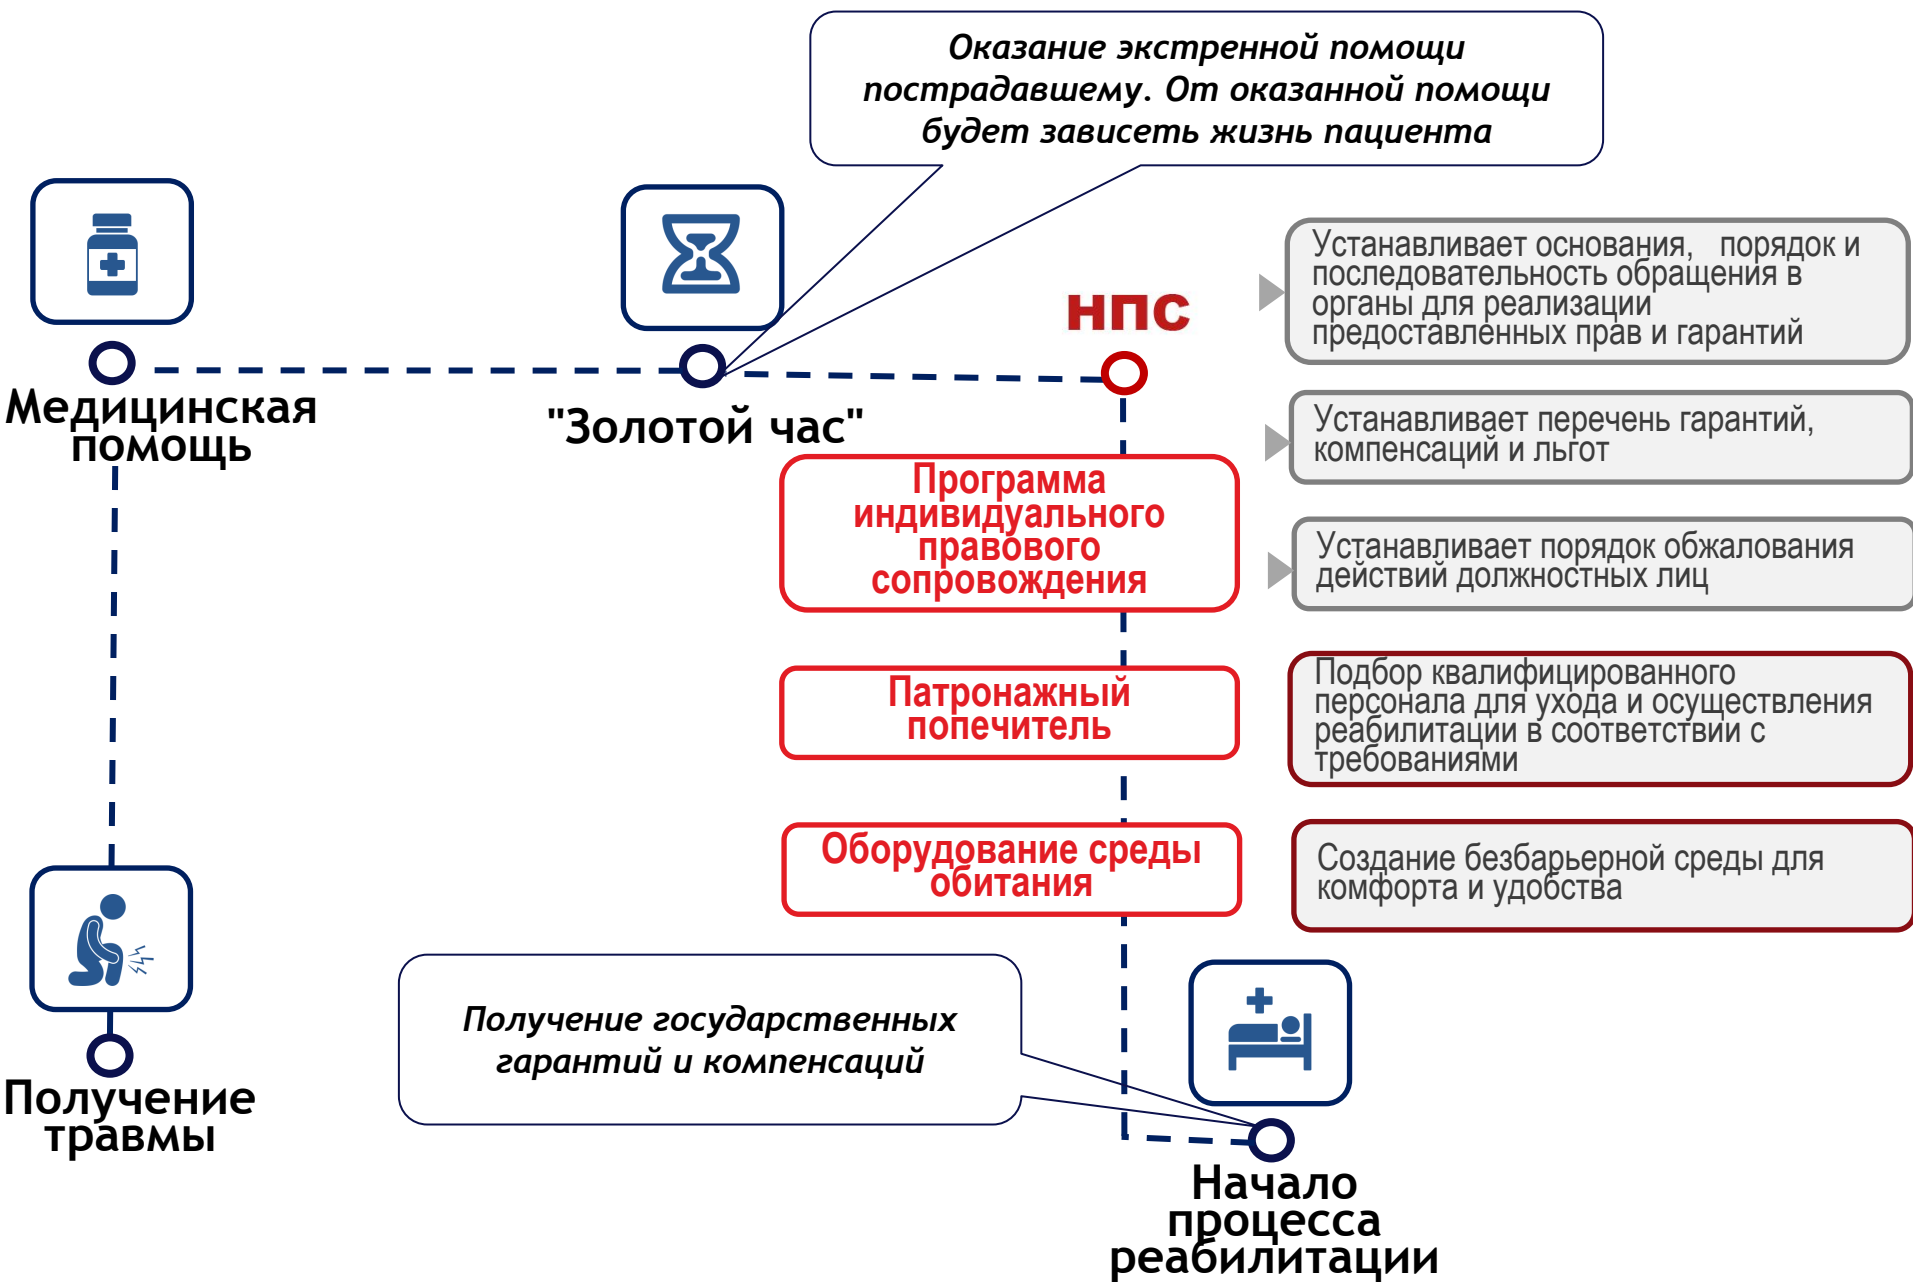 Оказание экстренной помощи
пострадавшему. От оказанной помощи
будет зависеть жизнь пациента
Медицинская
помощь
"Золотой час"
НПС
Устанавливает основания, порядок и
последовательность обращения в
органы для реализации
предоставленных прав и гарантий
Устанавливает перечень гарантий,
компенсаций и льгот
Программа
индивидуального
правового
сопровождения
Устанавливает порядок обжалования
действий должностных лиц
Патронажный
попечитель
Подбор квалифицированного
персонала для ухода и осуществления
реабилитации в соответствии с
требованиями
Оборудование среды
обитания
Создание безбарьерной среды для
комфорта и удобства
Получение государственных
гарантий и компенсаций
Получение
травмы
Начало
процесса
реабилитации